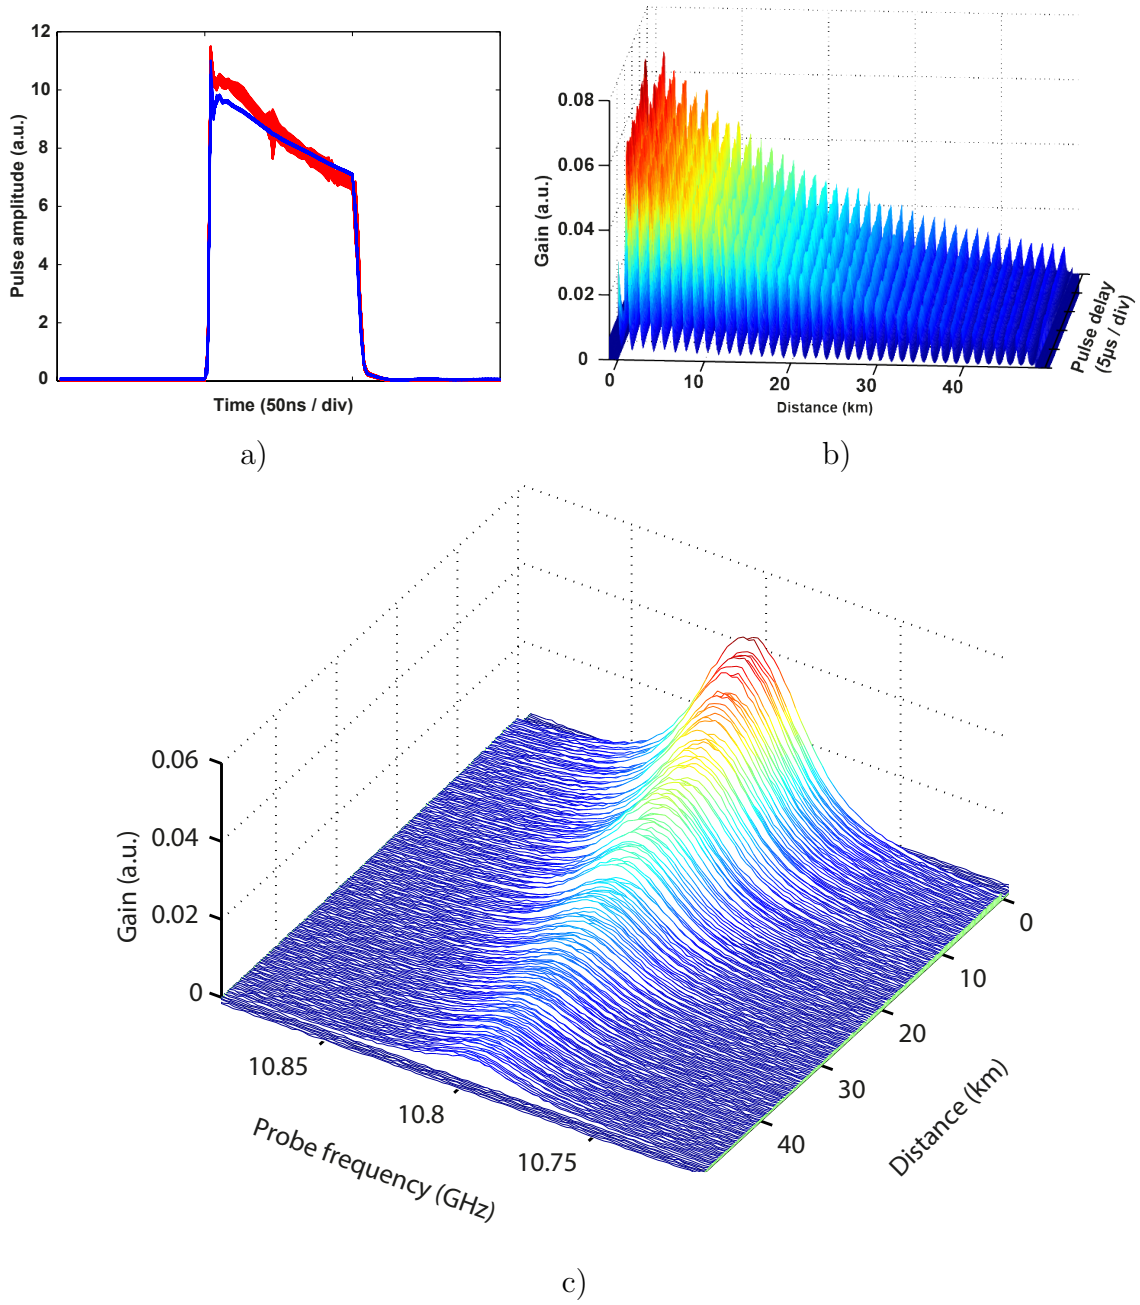 12
10
8
6
4
2
0
Pulse amplitude (a.u.)
Time (50ns / div)
a)
0.08
0.06
0.04
0.02
0
Gain (a.u.)
0
10
20
30
40
Distance (km)
Pulse delay
(5µs / div)
b)
0.06
0.04
0.02
0
Gain (a.u.)
10.85
10.8
10.75
Probe frequency (GHz)
0
10
20
30
40
Distance (km)
c)